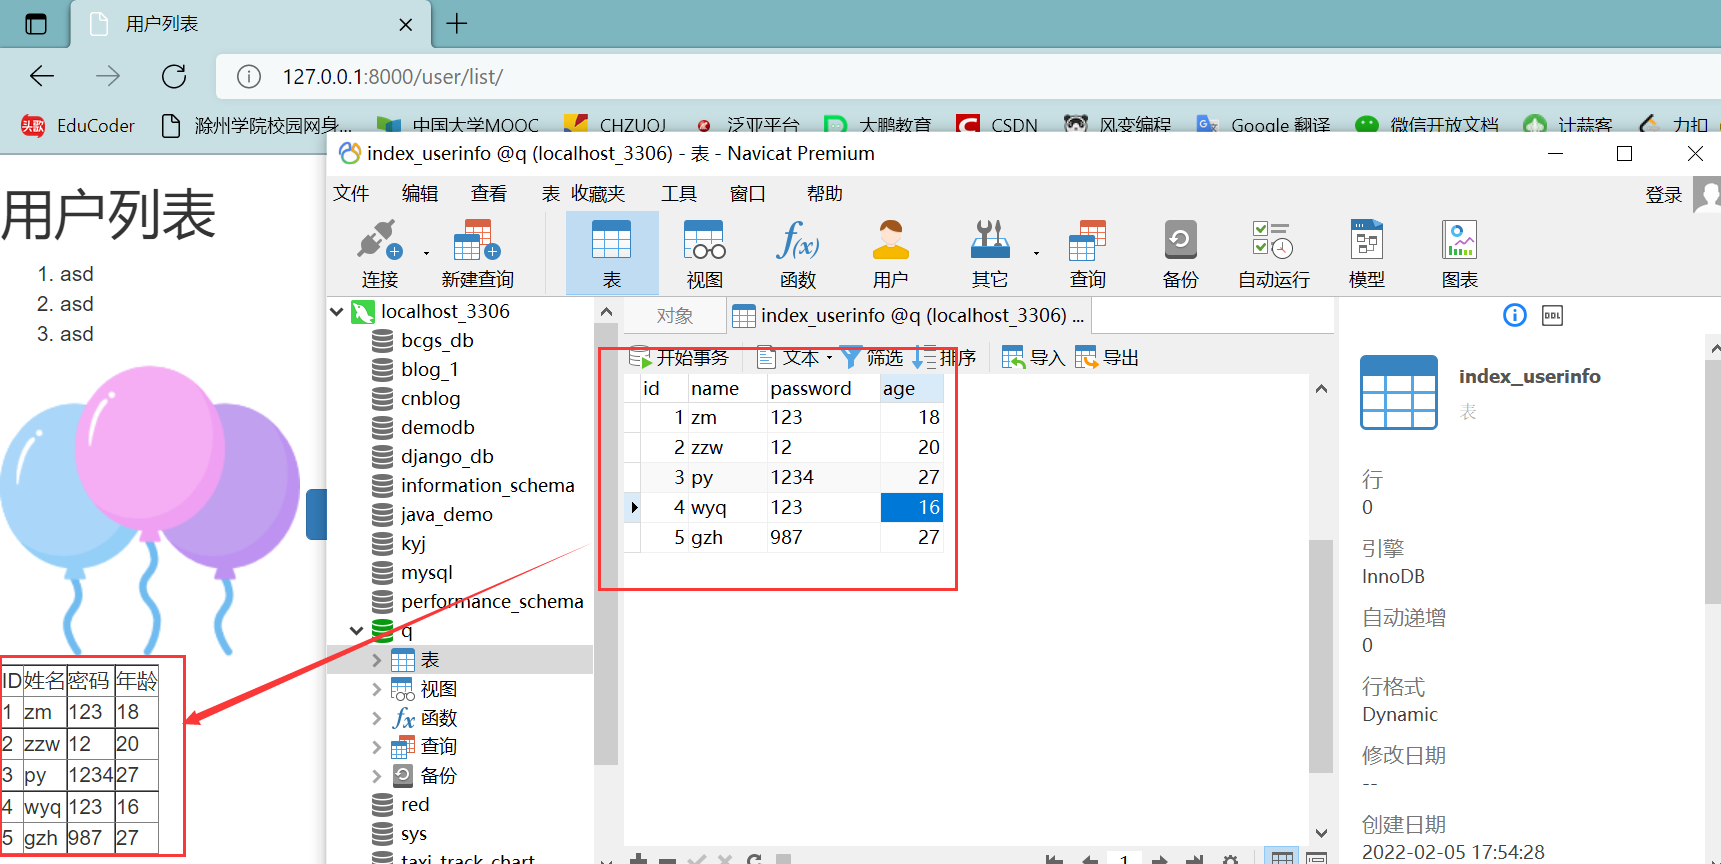 用户列表
127.0.0.1:8000/user/list/
头歌 EduCoder 滁州学院校园网身... 中国大学MOOC CHZUOJ 泛亚平台 大鹏教育 CSDN 风变编程 Google 翻译 微信开放文档 计蒜客 力扣
index_userinfo @q (localhost_3306) - 表 - Navicat Premium
文件 编辑 查看 表 收藏夹 工具 窗口 帮助 登录
连接 新建查询 表 视图 函数 用户 其它 查询 备份 自动运行 模型 图表
用户列表
1. asd
2. asd
3. asd
ID 姓名 密码 年龄
1 zm 123 18
2 zzw 12 20
3 py 1234 27
4 wyq 123 16
5 gzh 987 27
localhost_3306
bcgs_db
blog_1
cnblog
demodb
django_db
information_schema
java_demo
kyj
mysql
performance_schema
q
表
视图
函数
查询
备份
red
sys
taxi_track_chart
对象 index_userinfo @q (localhost_3306) ...
开始事务 文本 筛选 排序 导入 导出
id name password age
1 zm 123 18
2 zzw 12 20
3 py 1234 27
4 wyq 123 16
5 gzh 987 27
1
DDL
index_userinfo
表
行
0
引擎
InnoDB
自动递增
0
行格式
Dynamic
修改日期
--
创建日期
2022-02-05 17:54:28